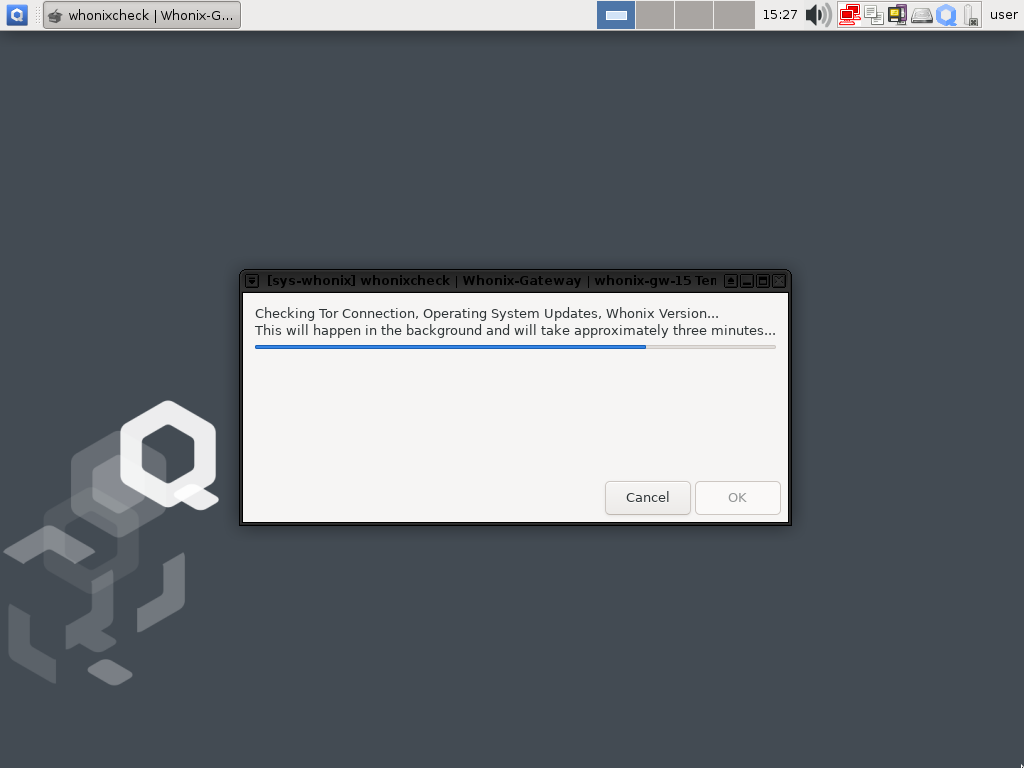 whonixcheck | Whonix-G...
15:27
user
[sys-whonix] whonixcheck | Whonix-Gateway | whonix-gw-15 Tem
Checking Tor Connection, Operating System Updates, Whonix Version...
This will happen in the background and will take approximately three minutes...
Cancel
OK